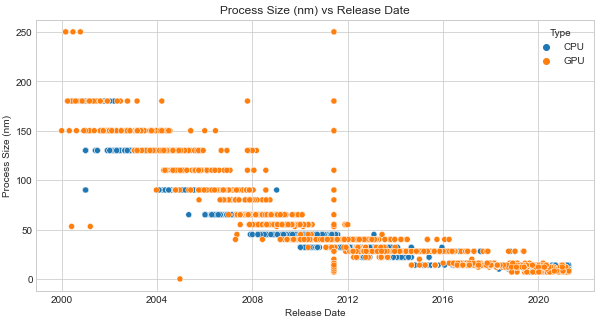 Process Size (nm) vs Release Date
Type
CPU
GPU
Process Size (nm)
250
200
150
100
50
0
2000
2004
2008
2012
2016
2020
Release Date